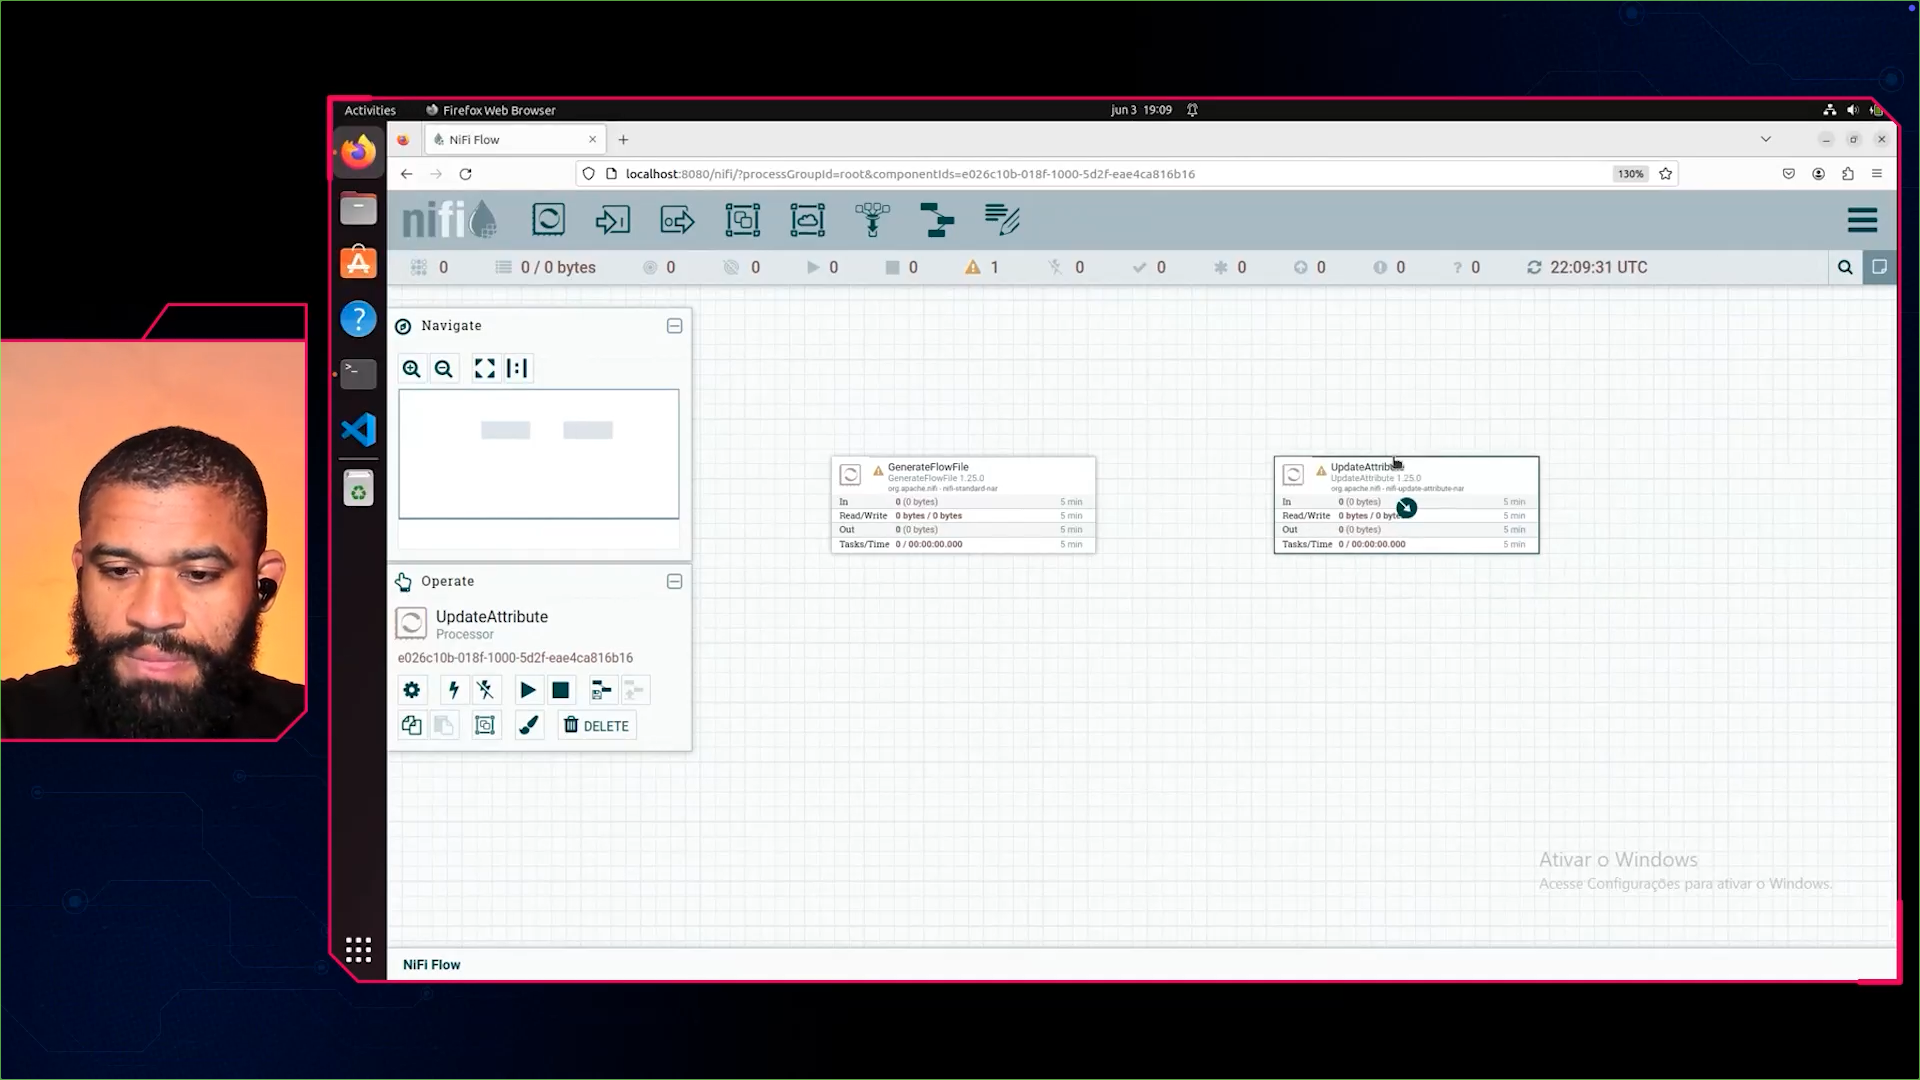 Activities
Firefox Web Browser
jun 3 19:09
NiFi Flow
localhost:8080/nifi/?processGroupId=root&componentIds=e026c10b-018f-1000-5d2f-eae4ca816b16
130%
nifi
0
0 / 0 bytes
0
0
0
0
1
0
0
0
0
0
? 0
22:09:31 UTC
Navigate
GenerateFlowFile
GenerateFlowFile 1.25.0
org.apache.nifi - nifi-standard-nar
In 0 (0 bytes) 5 min
Read/Write 0 bytes / 0 bytes 5 min
Out 0 (0 bytes) 5 min
Tasks/Time 0 / 00:00:00.000 5 min
UpdateAttribute
UpdateAttribute 1.25.0
org.apache.nifi - nifi-update-attribute-nar
In 0 (0 bytes) 5 min
Read/Write 0 bytes / 0 bytes 5 min
Out 0 (0 bytes) 5 min
Tasks/Time 0 / 00:00:00.000 5 min
Operate
UpdateAttribute
Processor
e026c10b-018f-1000-5d2f-eae4ca816b16
DELETE
Ativar o Windows
Acesse Configurações para ativar o Windows.
NiFi Flow